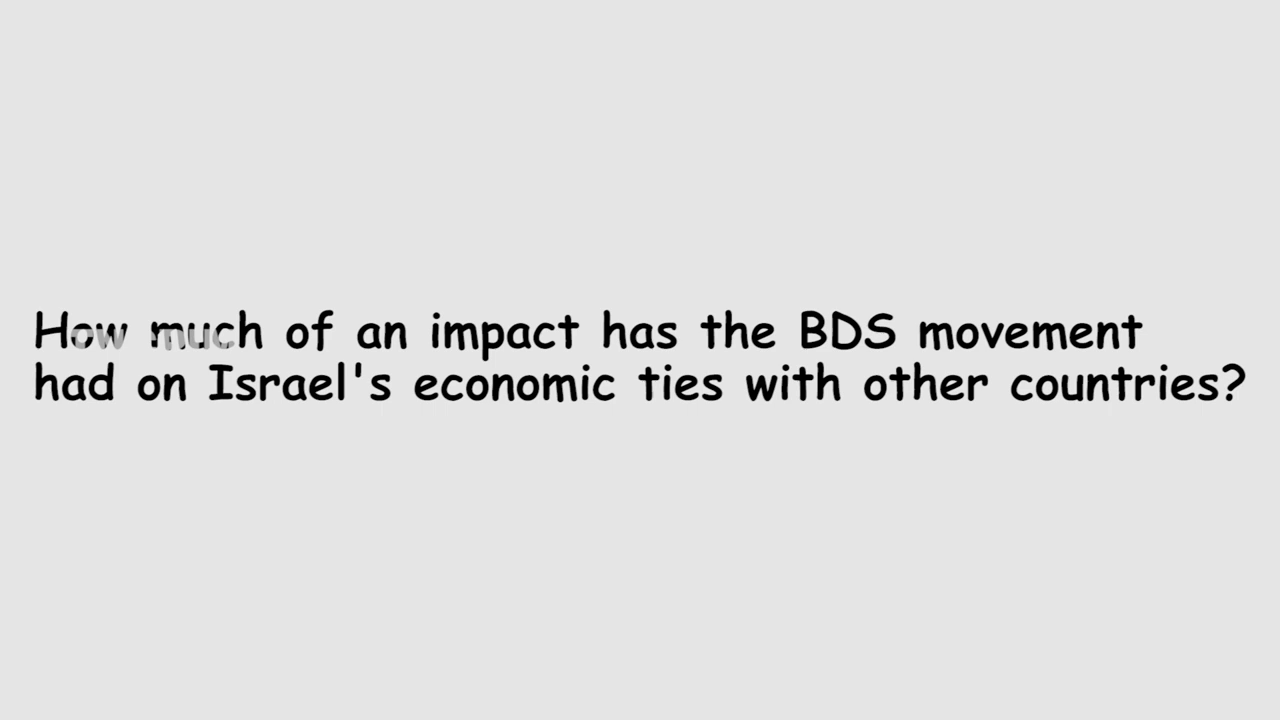 How much of an impact has the BDS movement
had on Israel's economic ties with other countries?